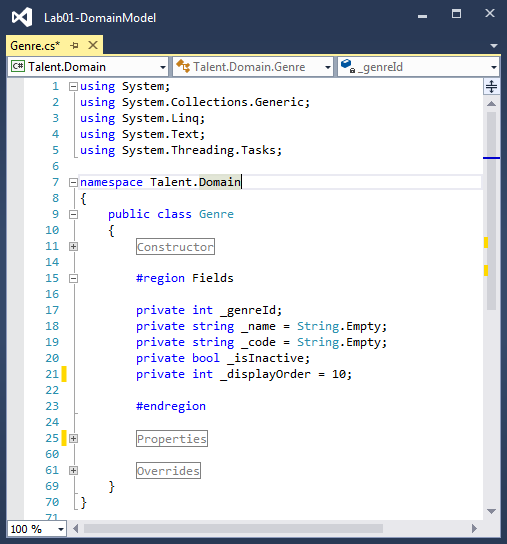 Lab01-DomainModel
Genre.cs*
C# Talent.Domain Talent.Domain.Genre _genreId
1 using System;
2 using System.Collections.Generic;
3 using System.Linq;
4 using System.Text;
5 using System.Threading.Tasks;
6
7 namespace Talent.Domain
8 {
9 public class Genre
10 {
11 Constructor
14
15 #region Fields
16
17 private int _genreId;
18 private string _name = String.Empty;
19 private string _code = String.Empty;
20 private bool _isInactive;
21 private int _displayOrder = 10;
22
23 #endregion
24
25 Properties
60
61 Overrides
69 }
70 }
71
100 %